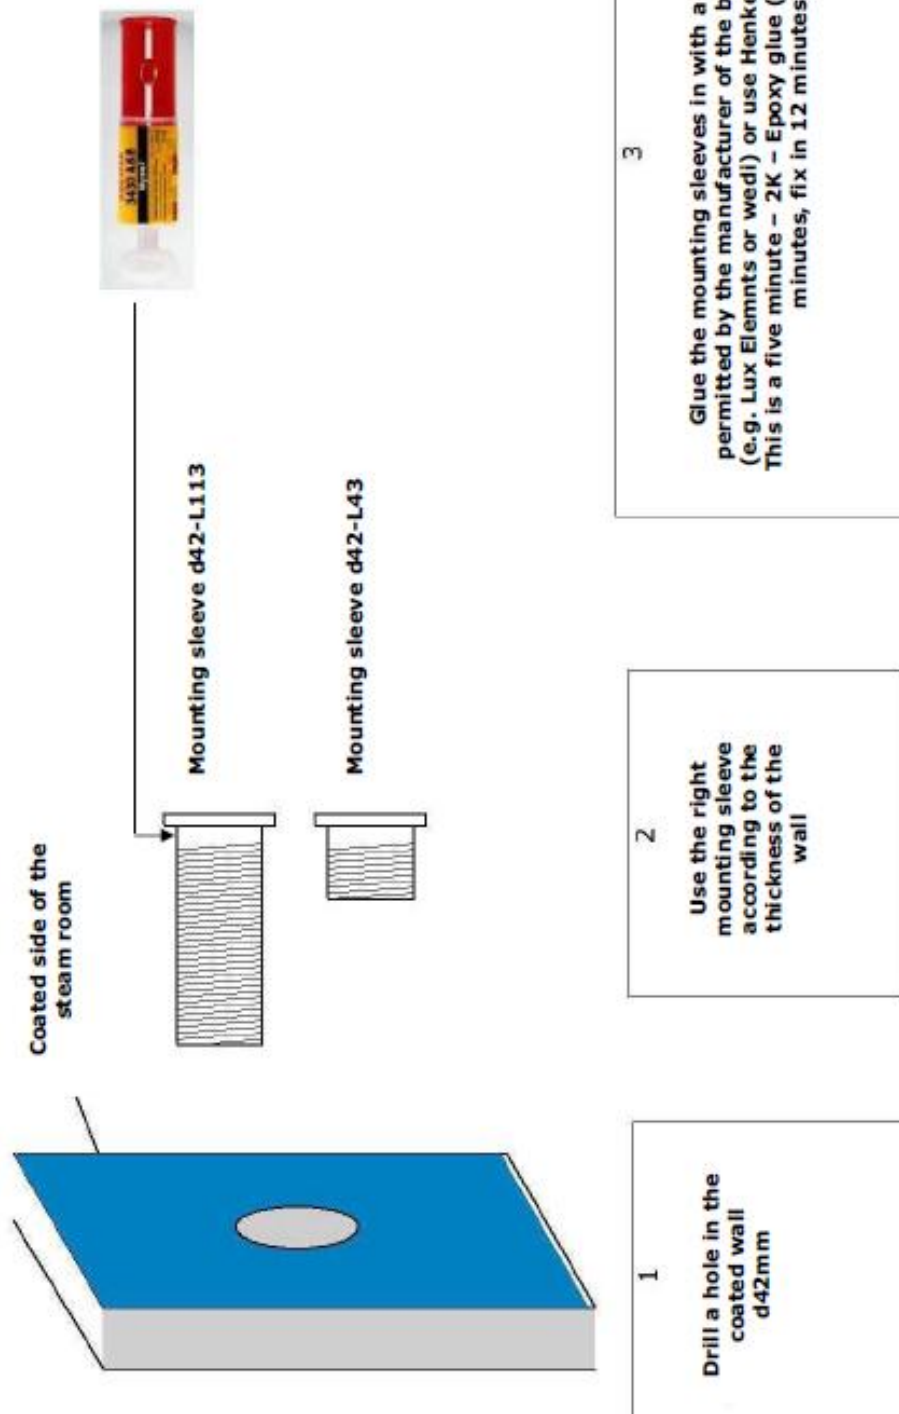 Coated side of the
steam room
Mounting sleeve d42-L113
Mounting sleeve d42-L43
1
Drill a hole in the
coated wall
d42mm
2
Use the right
mounting sleeve
according to the
thickness of the
wall
3
Glue the mounting sleeves in with a
permitted by the manufacturer of the
(e.g. Lux Elemnts or wedi) or use
This is a five minute – 2K – Epoxy glue (
minutes, fix in 12 minutes